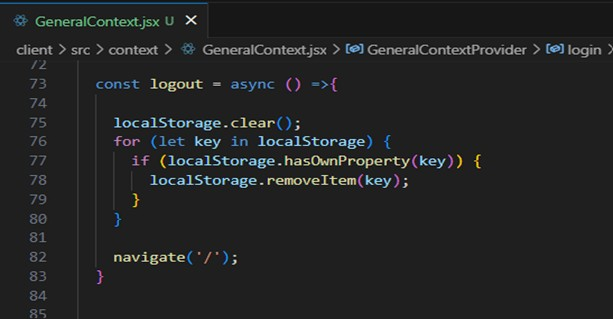 GeneralContext.jsx U X
client > src > context > GeneralContext.jsx > GeneralContextProvider > login >
72
73 const logout = async () =>{
74
75 localStorage.clear();
76 for (let key in localStorage) {
77 if (localStorage.hasOwnProperty(key)) {
78 localStorage.removeItem(key);
79 }
80 }
81
82 navigate('/');
83 }
84
85